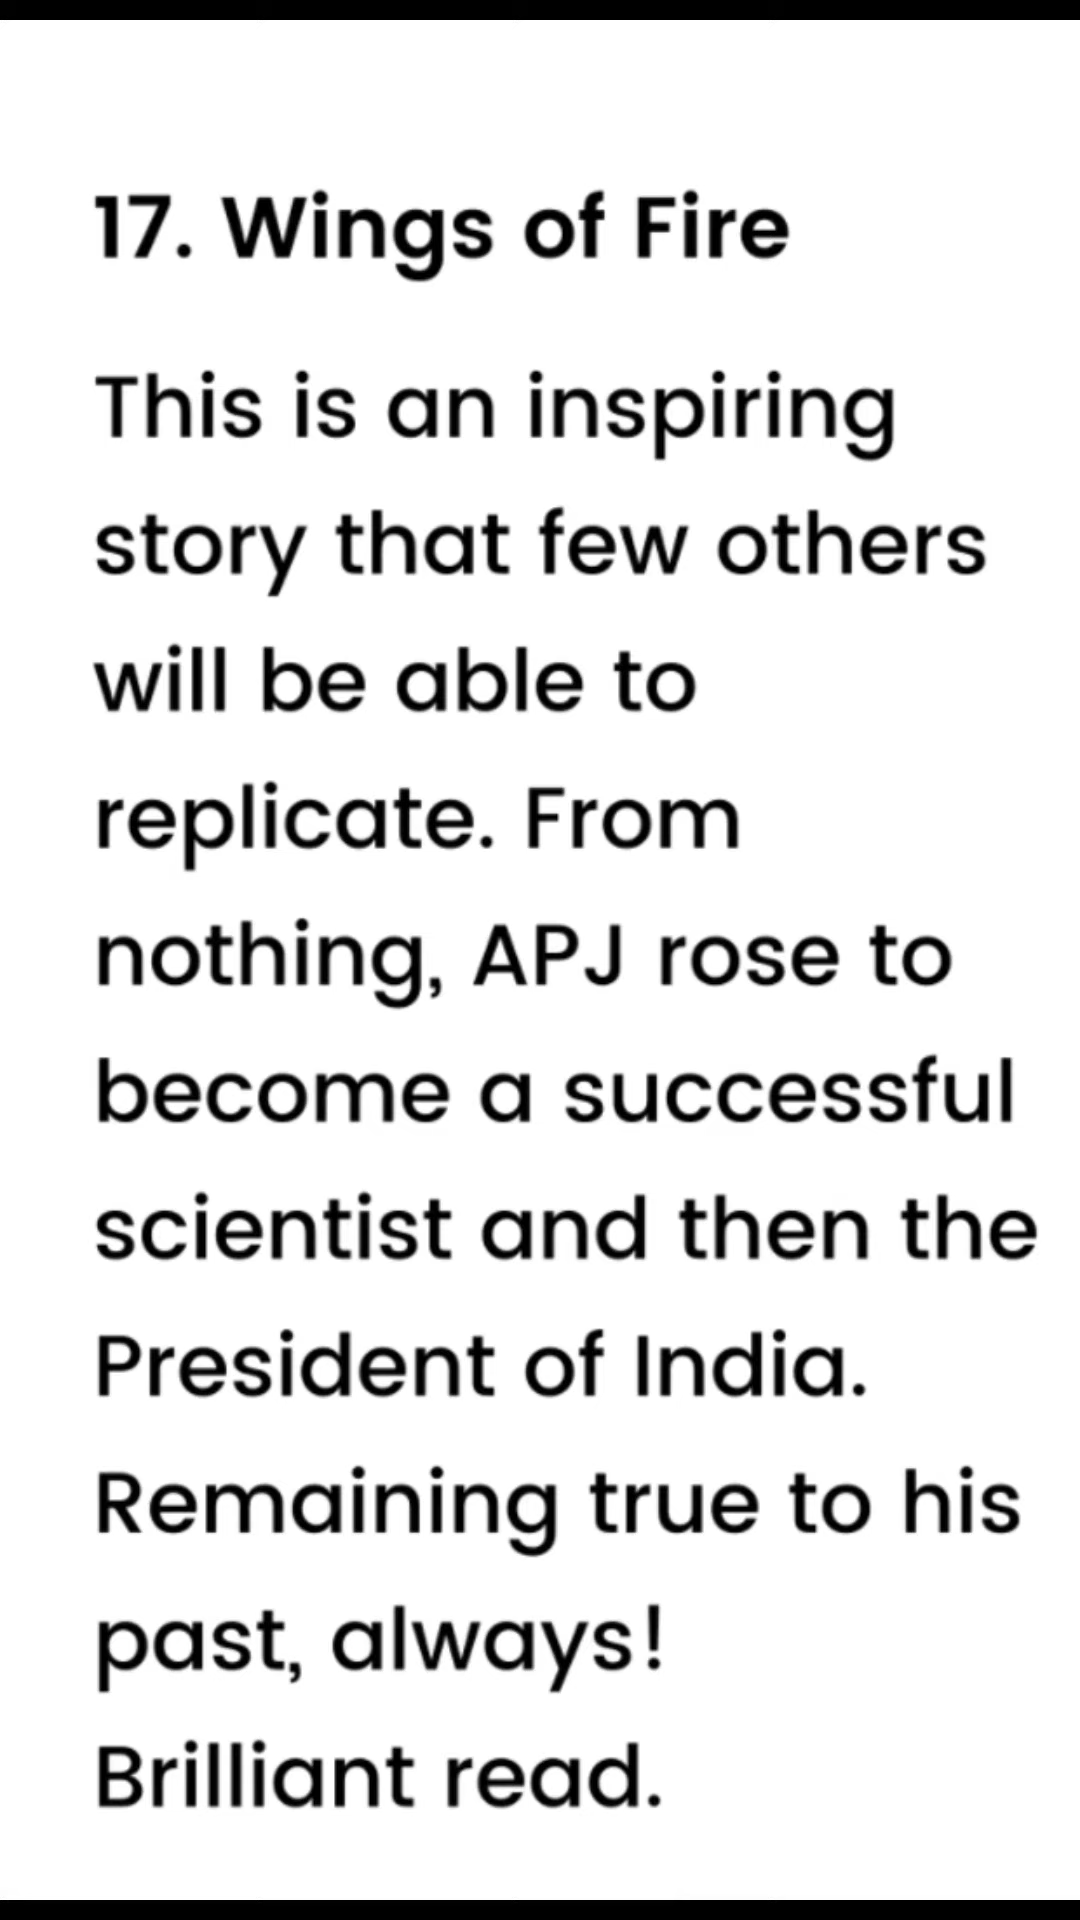 17. Wings of Fire
This is an inspiring
story that few others
will be able to
replicate. From
nothing, APJ rose to
become a successful
scientist and then the
President of India.
Remaining true to his
past, always!
Brilliant read.